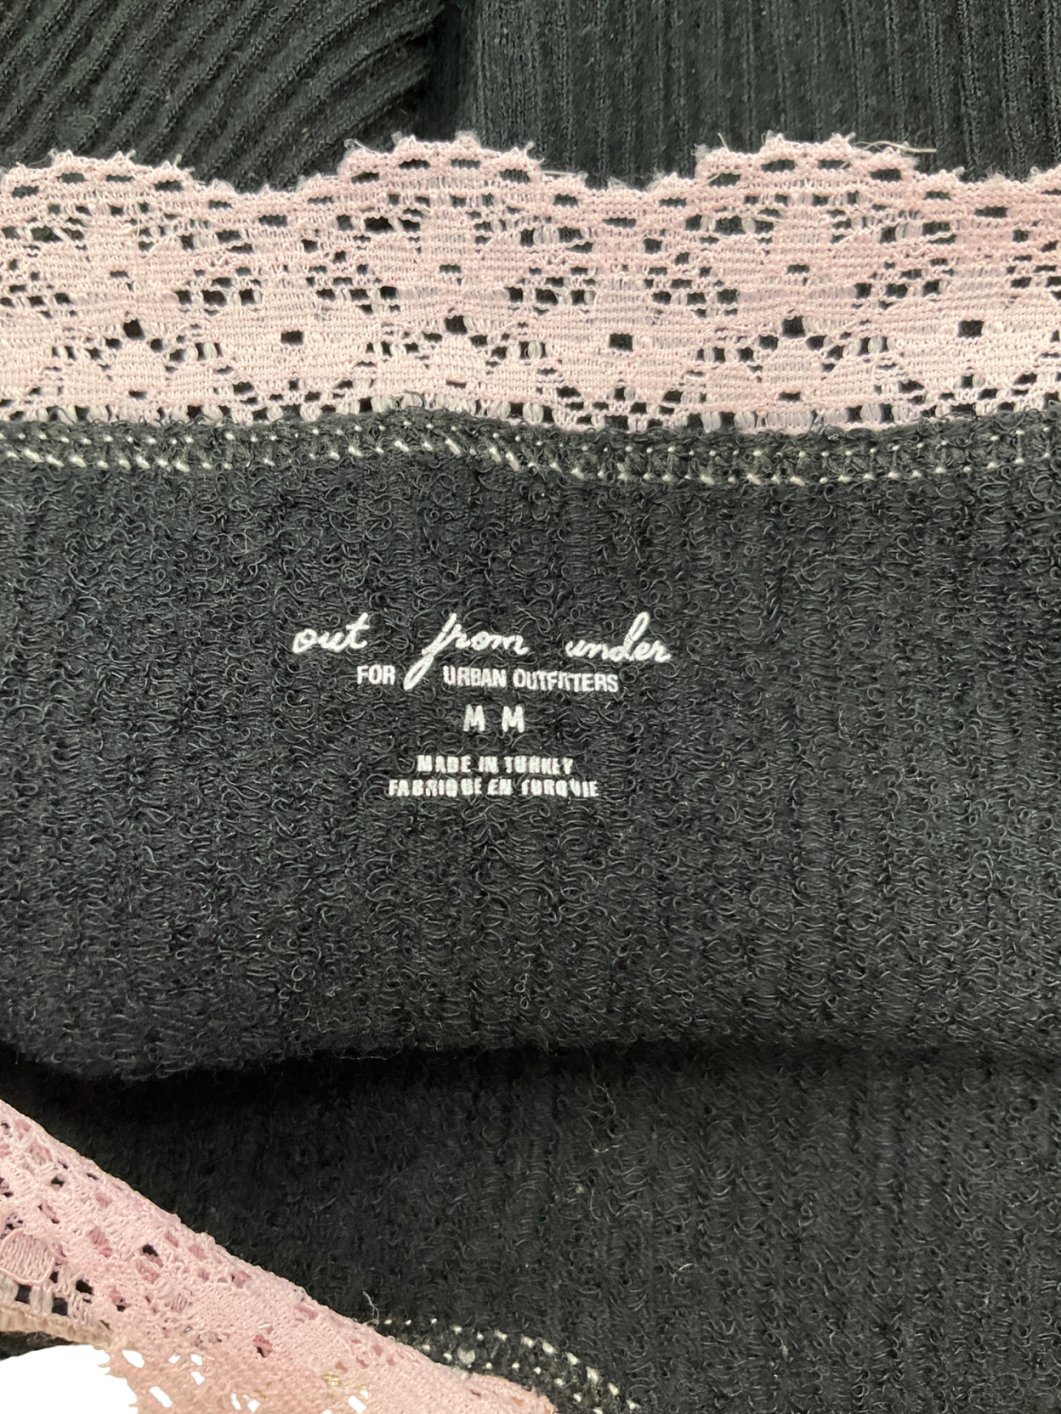 out from under
FOR URBAN OUTFITTERS
M M
MADE IN TURKEY
FABRIQUE EN TURQUIE